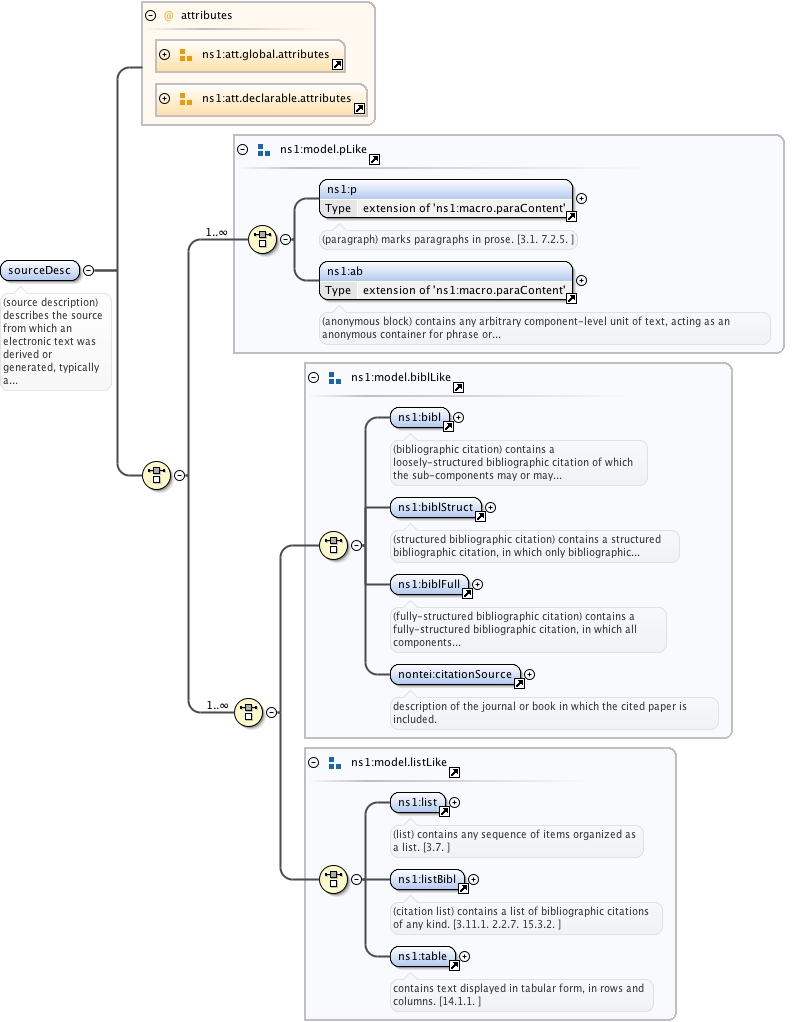 @ attributes
ns1:att.global.attributes
ns1:att.declarable.attributes
ns1:model.pLike
ns1:p
Type extension of 'ns1:macro.paraContent'
(paragraph) marks paragraphs in prose. [3.1. 7.2.5. ]
1..∞
ns1:ab
Type extension of 'ns1:macro.paraContent'
(anonymous block) contains any arbitrary component-level unit of text, acting as an
anonymous container for phrase or...
sourceDesc
(source description)
describes the source
from which an
electronic text was
derived or
generated, typically
a...
ns1:model.biblLike
ns1:bibl
(bibliographic citation) contains a
loosely-structured bibliographic citation of which
the sub-components may or may...
ns1:biblStruct
(structured bibliographic citation) contains a structured
bibliographic citation, in which only bibliographic...
ns1:biblFull
(fully-structured bibliographic citation) contains a
fully-structured bibliographic citation, in which all
components...
nontei:citationSource
description of the journal or book in which the cited paper is
included.
1..∞
ns1:model.listLike
ns1:list
(list) contains any sequence of items organized as
a list. [3.7. ]
ns1:listBibl
(citation list) contains a list of bibliographic citations
of any kind. [3.11.1. 2.2.7. 15.3.2. ]
ns1:table
contains text displayed in tabular form, in rows and
columns. [14.1.1. ]